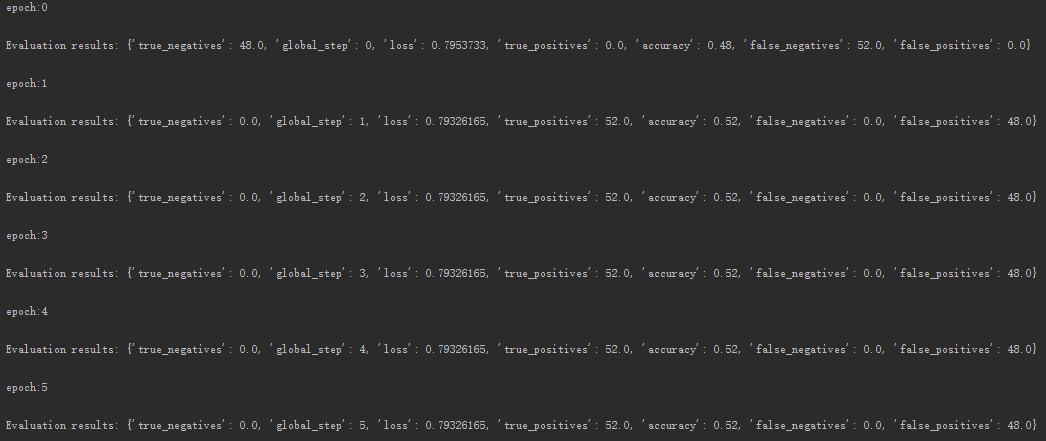 epoch:0
Evaluation results: {'true_negatives': 48.0, 'global_step': 0, 'loss': 0.7953733, 'true_positives': 0.0, 'accuracy': 0.48, 'false_negatives': 52.0, 'false_positives': 0.0}
epoch:1
Evaluation results: {'true_negatives': 0.0, 'global_step': 1, 'loss': 0.79326165, 'true_positives': 52.0, 'accuracy': 0.52, 'false_negatives': 0.0, 'false_positives': 48.0}
epoch:2
Evaluation results: {'true_negatives': 0.0, 'global_step': 2, 'loss': 0.79326165, 'true_positives': 52.0, 'accuracy': 0.52, 'false_negatives': 0.0, 'false_positives': 48.0}
epoch:3
Evaluation results: {'true_negatives': 0.0, 'global_step': 3, 'loss': 0.79326165, 'true_positives': 52.0, 'accuracy': 0.52, 'false_negatives': 0.0, 'false_positives': 48.0}
epoch:4
Evaluation results: {'true_negatives': 0.0, 'global_step': 4, 'loss': 0.79326165, 'true_positives': 52.0, 'accuracy': 0.52, 'false_negatives': 0.0, 'false_positives': 48.0}
epoch:5
Evaluation results: {'true_negatives': 0.0, 'global_step': 5, 'loss': 0.79326165, 'true_positives': 52.0, 'accuracy': 0.52, 'false_negatives': 0.0, 'false_positives': 48.0}